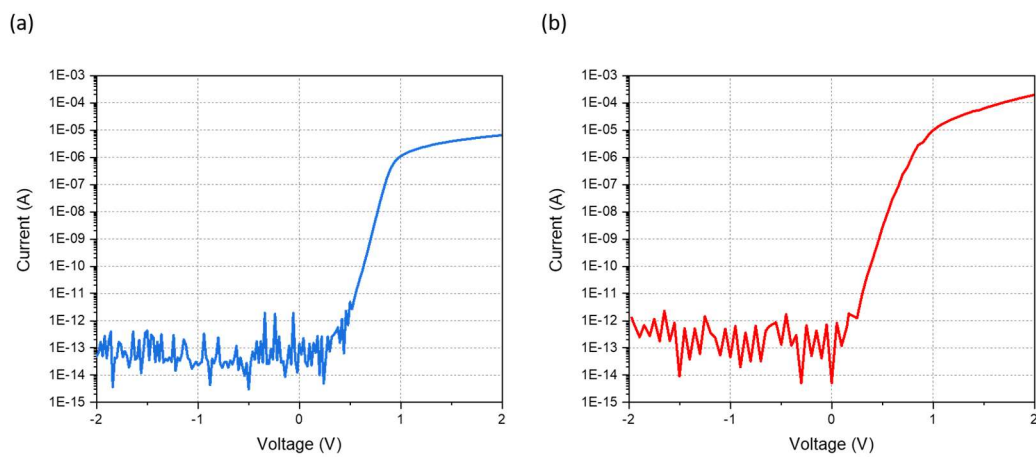 (a)
(b)
1E-03
1E-04
1E-05
1E-06
1E-07
1E-08
1E-09
1E-10
1E-11
1E-12
1E-13
1E-14
1E-15
Current (A)
-2
-1
0
1
2
Voltage (V)
1E-03
1E-04
1E-05
1E-06
1E-07
1E-08
1E-09
1E-10
1E-11
1E-12
1E-13
1E-14
1E-15
Current (A)
-2
-1
0
1
2
Voltage (V)